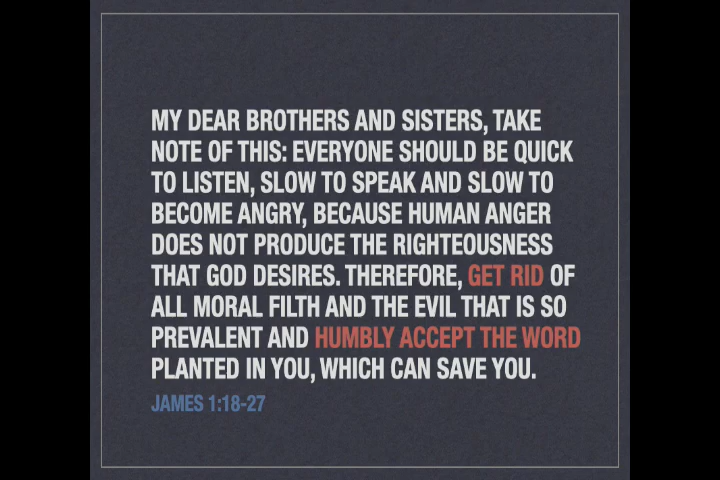 MY DEAR BROTHERS AND SISTERS, TAKE
NOTE OF THIS: EVERYONE SHOULD BE QUICK
TO LISTEN, SLOW TO SPEAK AND SLOW TO
BECOME ANGRY, BECAUSE HUMAN ANGER
DOES NOT PRODUCE THE RIGHTEOUSNESS
THAT GOD DESIRES. THEREFORE, GET RID OF
ALL MORAL FILTH AND THE EVIL THAT IS SO
PREVALENT AND HUMBLY ACCEPT THE WORD
PLANTED IN YOU, WHICH CAN SAVE YOU.
JAMES 1:18-27